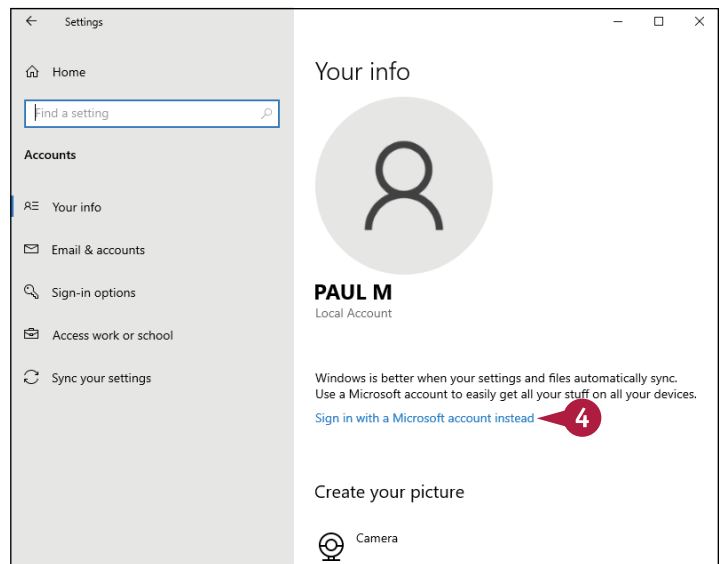 Settings
Home
Find a setting
Accounts
Your info
Email & accounts
Sign-in options
Access work or school
Sync your settings
Your info
PAUL M
Local Account
Windows is better when your settings and files automatically sync.
Use a Microsoft account to easily get all your stuff on all your devices.
Sign in with a Microsoft account instead
4
Create your picture
Camera